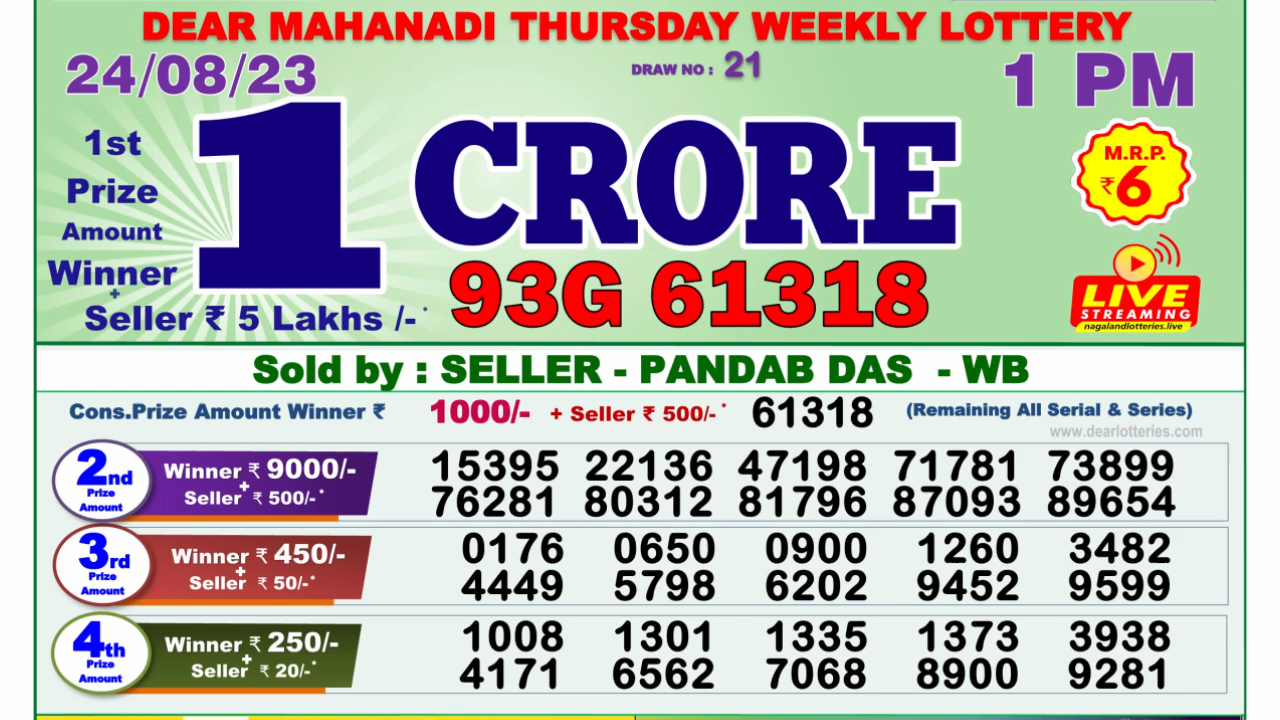 DEAR MAHANADI THURSDAY WEEKLY LOTTERY
24/08/23
DRAW NO : 21
1 PM
1st
Prize
Amount
Winner
+
Seller ₹ 5 Lakhs /- *
1 CRORE
93G 61318
M.R.P.
₹6
LIVE
STREAMING
nagalandlotteries.live
Sold by : SELLER - PANDAB DAS - WB
Cons.Prize Amount Winner ₹ 1000/- + Seller ₹ 500/- * 61318 (Remaining All Serial & Series)
www.dearlotteries.com
2nd
Prize
Amount
Winner ₹ 9000/-
+
Seller ₹ 500/- *
15395 22136 47198 71781 73899
76281 80312 81796 87093 89654
3rd
Prize
Amount
Winner ₹ 450/-
+
Seller ₹ 50/- *
0176 0650 0900 1260 3482
4449 5798 6202 9452 9599
4th
Prize
Amount
Winner ₹ 250/-
+
Seller ₹ 20/- *
1008 1301 1335 1373 3938
4171 6562 7068 8900 9281